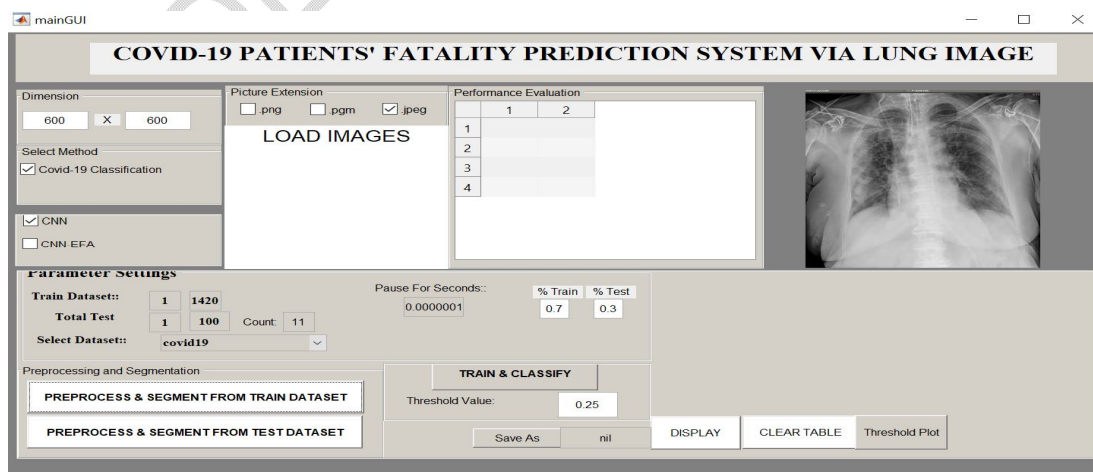 mainGUI
COVID-19 PATIENTS' FATALITY PREDICTION SYSTEM VIA LUNG IMAGE
Dimension
600 X 600
Select Method
Covid-19 Classification
CNN
CNN-EFA
Picture Extension
.png .pgm .jpeg
LOAD IMAGES
Performance Evaluation
1 2
1
2
3
4
Parameter Settings
Train Dataset:: 1 1420
Total Test 1 100 Count: 11
Select Dataset:: covid19
Pause For Seconds::
0.0000001
% Train % Test
0.7 0.3
Preprocessing and Segmentation
PREPROCESS & SEGMENT FROM TRAIN DATASET
PREPROCESS & SEGMENT FROM TEST DATASET
TRAIN & CLASSIFY
Threshold Value: 0.25
Save As nil
DISPLAY
CLEAR TABLE
Threshold Plot